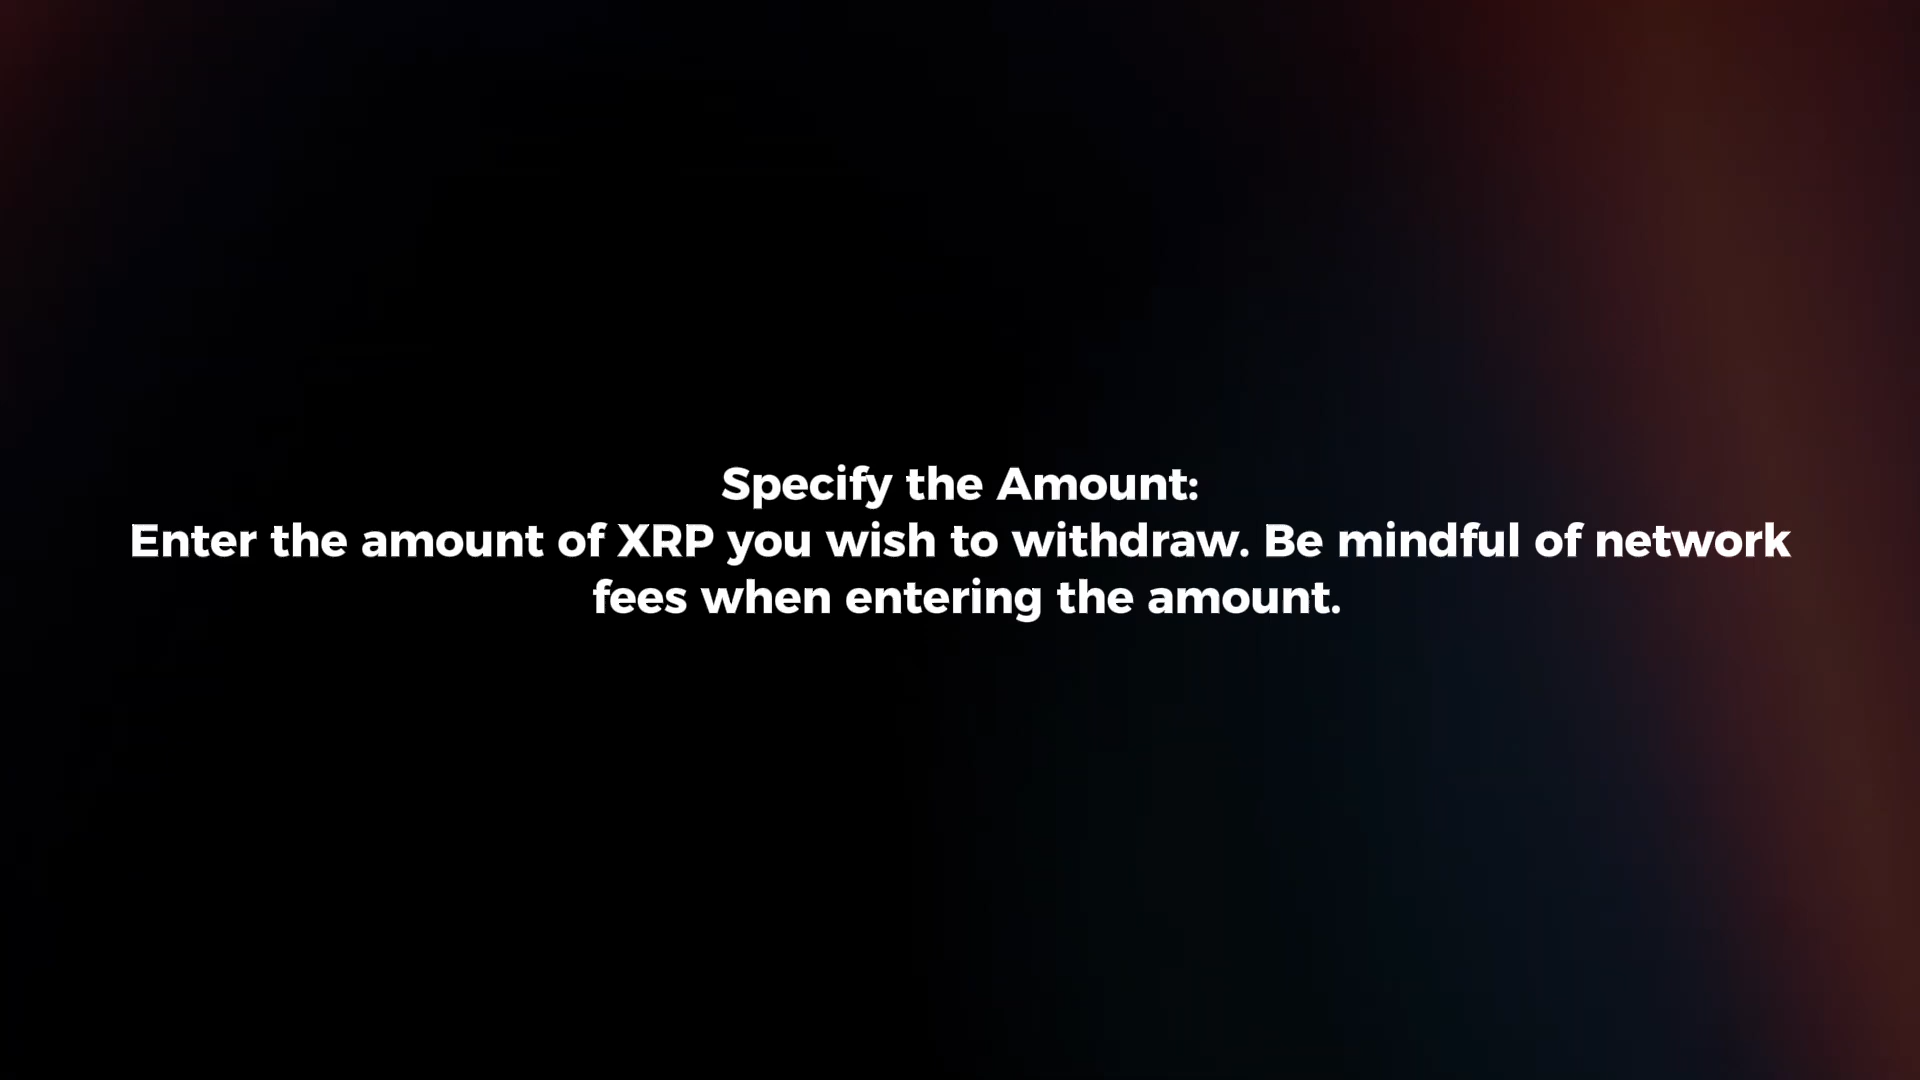 Specify the Amount:
Enter the amount of XRP you wish to withdraw. Be mindful of network
fees when entering the amount.